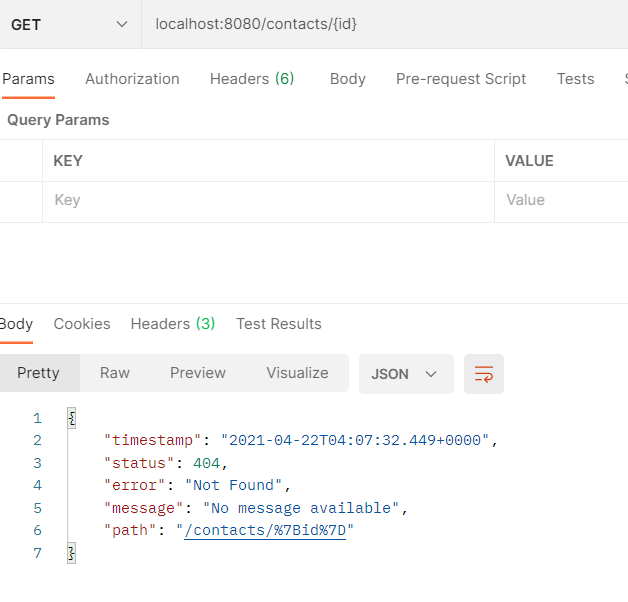 GET localhost:8080/contacts/{id}
Params Authorization Headers (6) Body Pre-request Script Tests
Query Params
KEY VALUE
Key Value
Body Cookies Headers (3) Test Results
Pretty Raw Preview Visualize JSON
1 {
2 "timestamp": "2021-04-22T04:07:32.449+0000",
3 "status": 404,
4 "error": "Not Found",
5 "message": "No message available",
6 "path": "/contacts/%7Bid%7D"
7 }